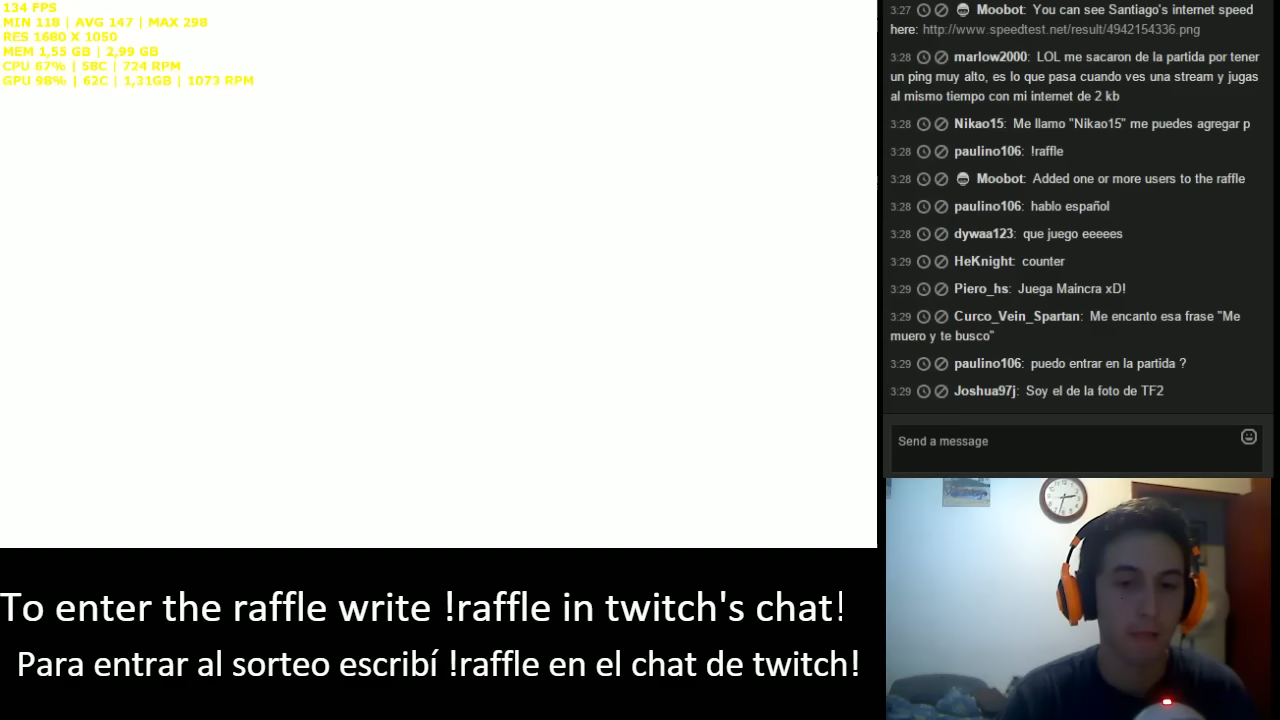 134 FPS
MIN 118 | AVG 147 | MAX 298
RES 1680 X 1050
MEM 1,55 GB | 2,99 GB
CPU 67% | 58C | 724 RPM
GPU 98% | 62C | 1,31GB | 1073 RPM
3:27 Moobot: You can see Santiago's internet speed
here: http://www.speedtest.net/result/4942154336.png
3:28 marlow2000: LOL me sacaron de la partida por tener
un ping muy alto, es lo que pasa cuando ves una stream y jugas
al mismo tiempo con mi internet de 2 kb
3:28 Nikao15: Me llamo "Nikao15" me puedes agregar p
3:28 paulino106: !raffle
3:28 Moobot: Added one or more users to the raffle
3:28 paulino106: hablo español
3:28 dywaa123: que juego eeeees
3:29 HeKnight: counter
3:29 Piero_hs: Juega Maincra xD!
3:29 Curco_Vein_Spartan: Me encanto esa frase "Me
muero y te busco"
3:29 paulino106: puedo entrar en la partida ?
3:29 Joshua97j: Soy el de la foto de TF2
Send a message
To enter the raffle write !raffle in twitch's chat!
Para entrar al sorteo escribí !raffle en el chat de twitch!